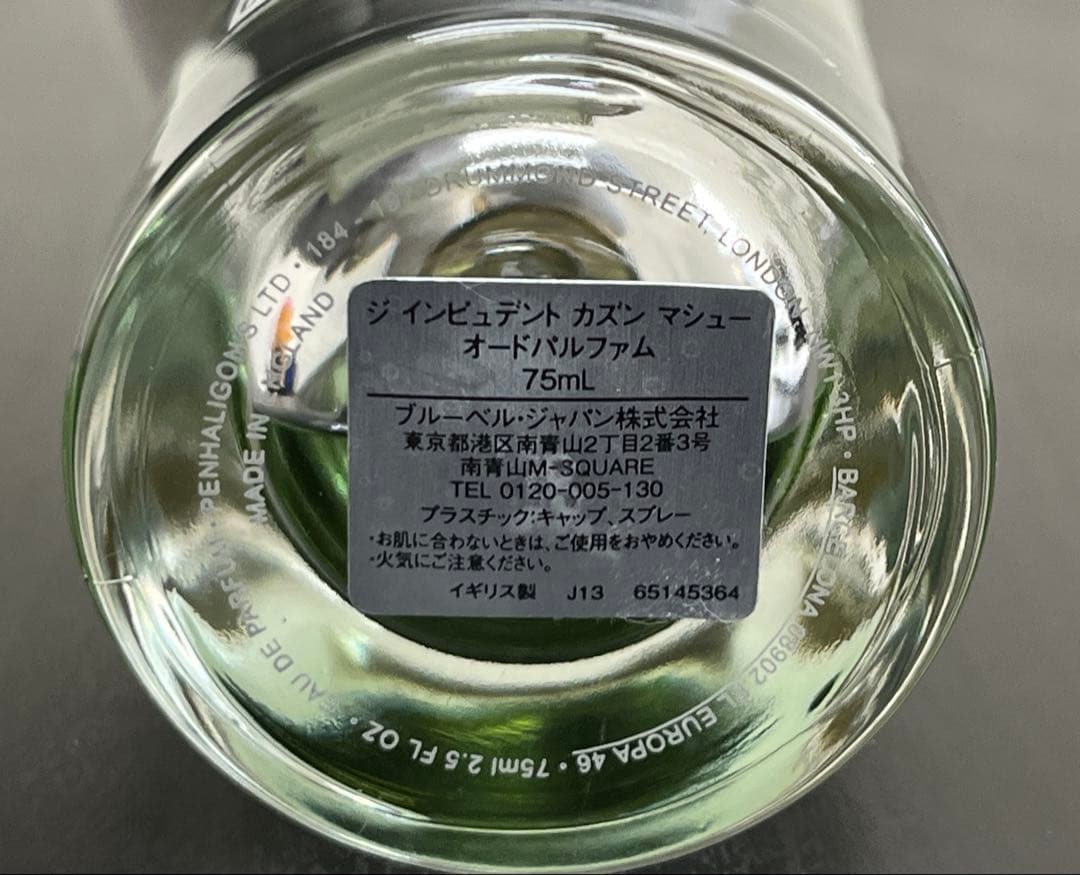 ジ インピュデント カズン マシュー
オードパルファム
75mL
ブルーベル・ジャパン株式会社
東京都港区南青山2丁目2番3号
南青山M-SQUARE
TEL 0120-005-130
プラスチック:キャップ、スプレー
・お肌に合わないときは、ご使用をおやめください。
・火気にご注意ください。
イギリス製 J13 65145364
EAU DE PARFUM · PENHALIGON'S LTD · 184 - DRUMMOND STREET, LONDON, NW1 3HP · BARCELONA 08902 EUROPA 46 · 75ml 2.5 FL OZ ·
MADE IN ENGLAND